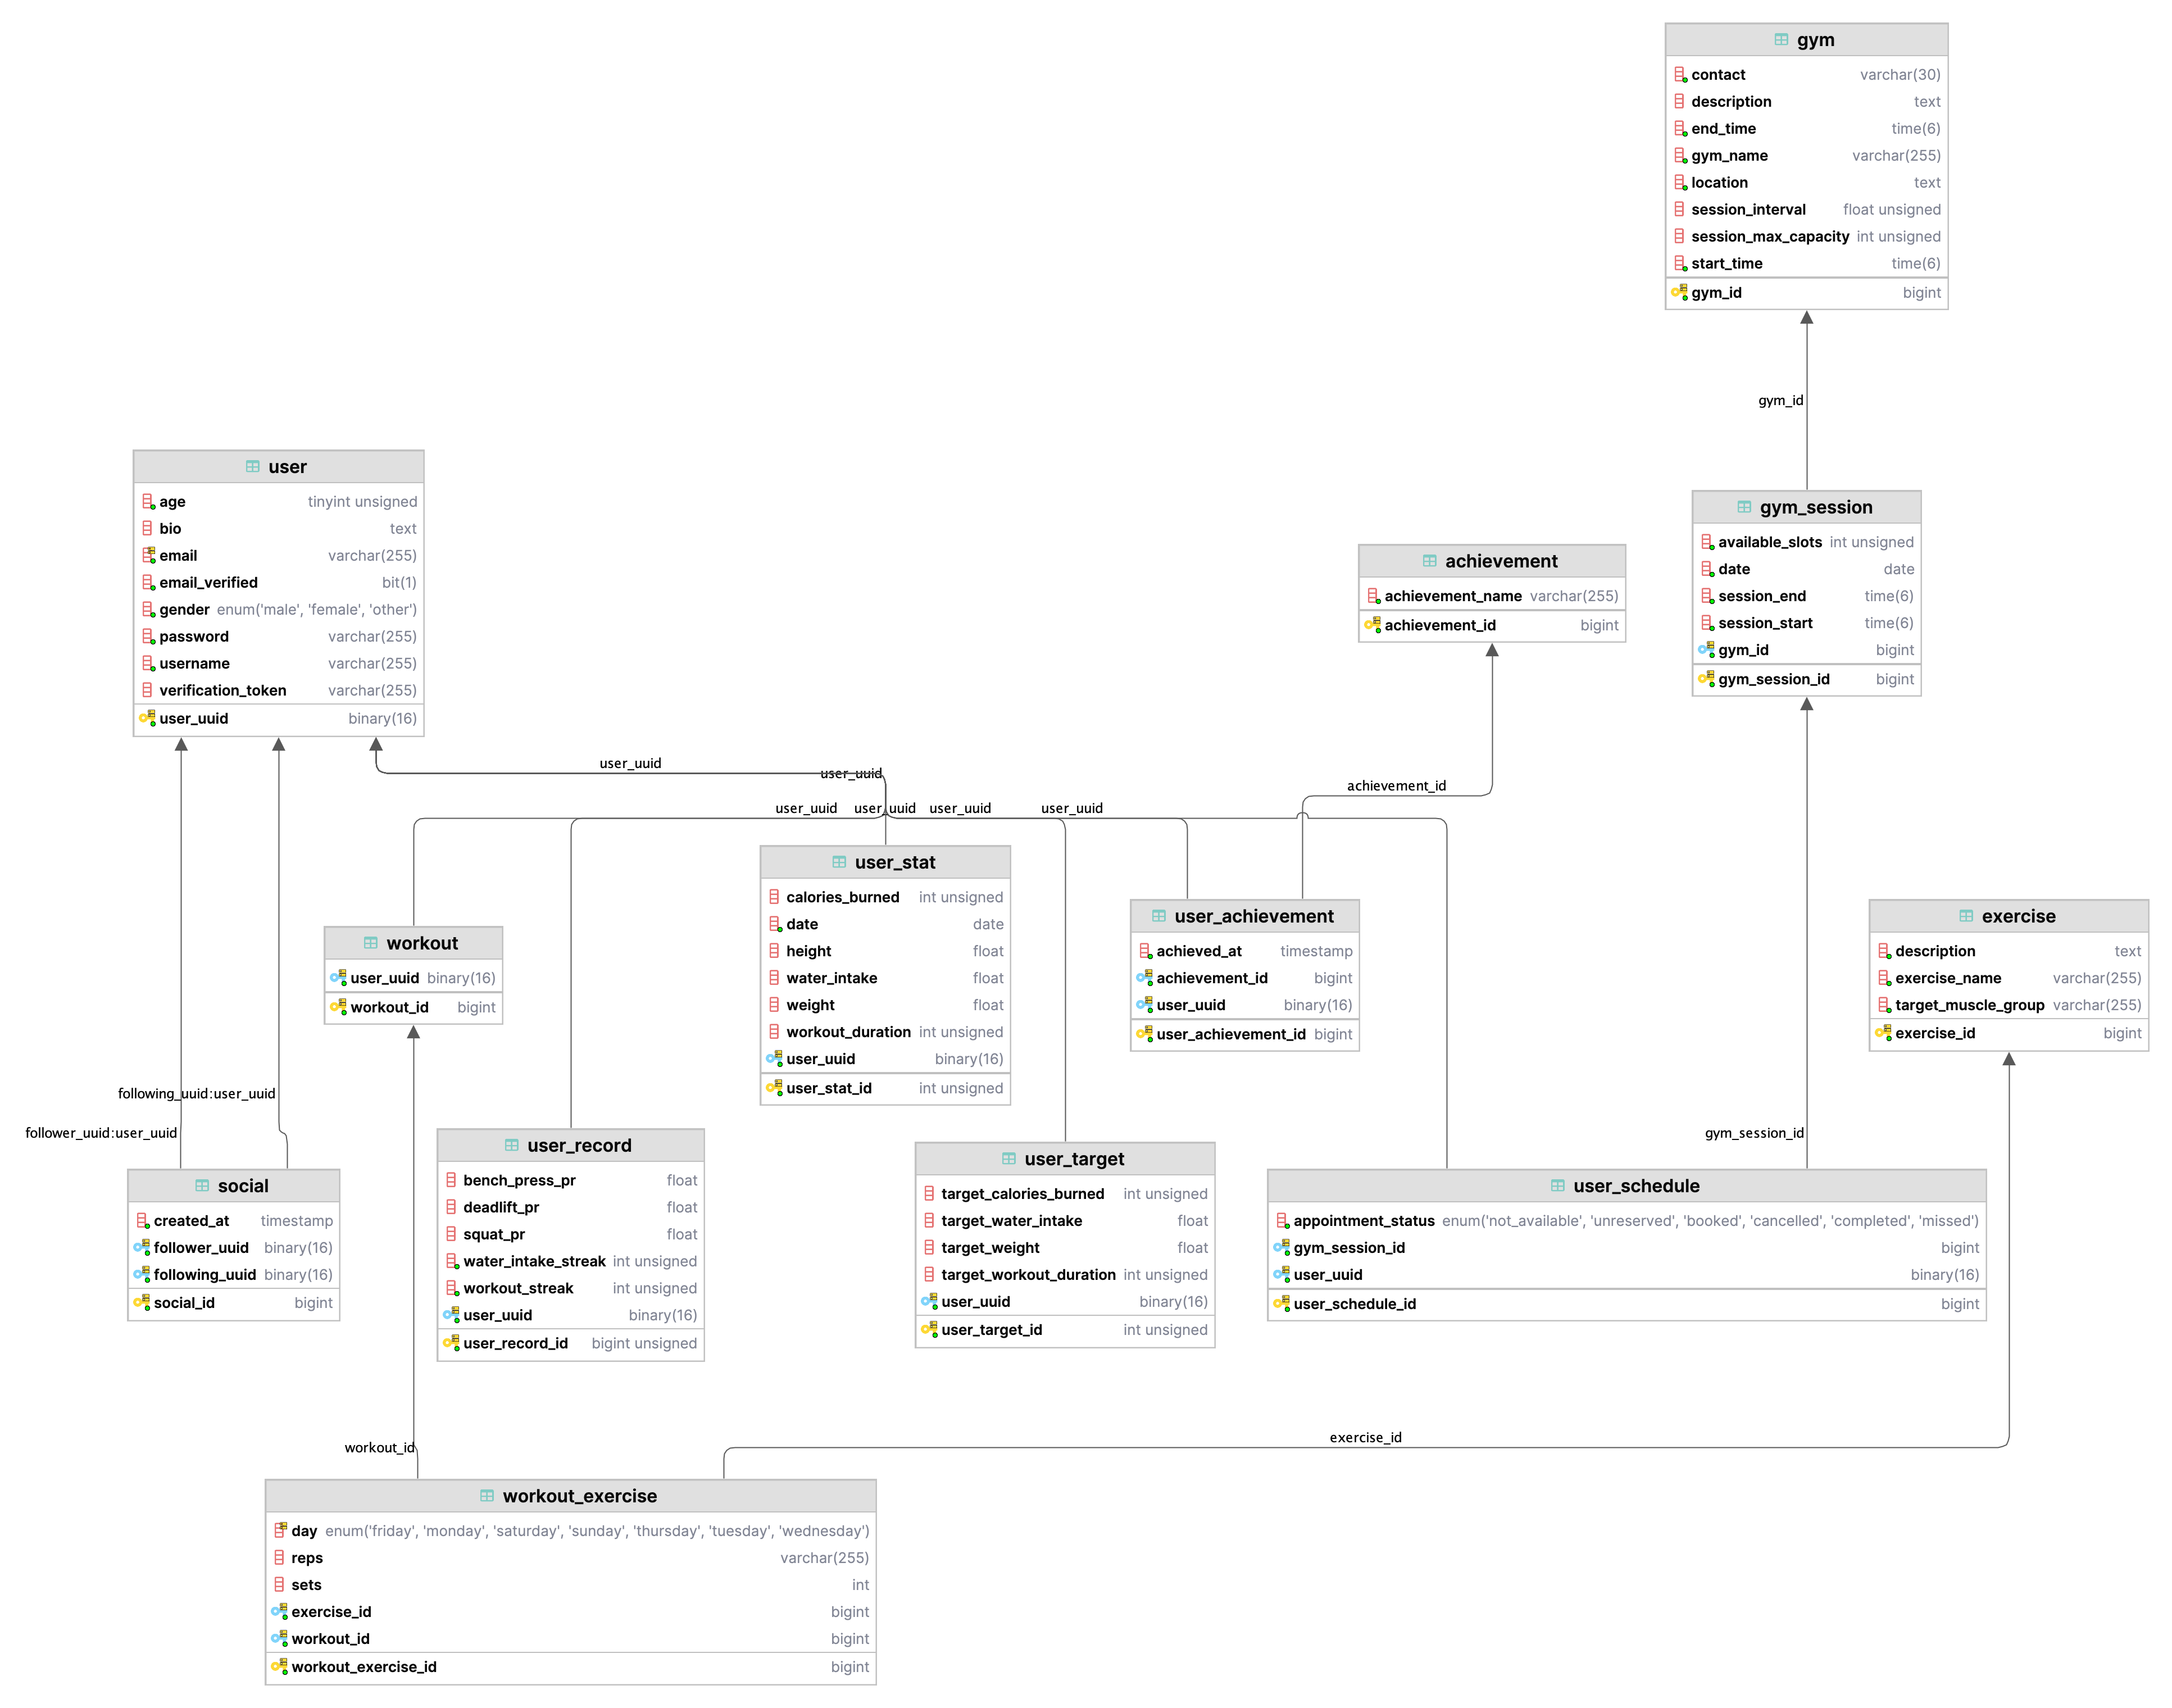 gym
contact varchar(30)
description text
end_time time(6)
gym_name varchar(255)
location text
session_interval float unsigned
session_max_capacity int unsigned
start_time time(6)
gym_id bigint
gym_id
user
age tinyint unsigned
bio text
email varchar(255)
email_verified bit(1)
gender enum('male', 'female', 'other')
password varchar(255)
username varchar(255)
verification_token varchar(255)
user_uuid binary(16)
gym_session
available_slots int unsigned
date date
session_end time(6)
session_start time(6)
gym_id bigint
gym_session_id bigint
achievement
achievement_name varchar(255)
achievement_id bigint
user_uuid
user_uuid
achievement_id
user_uuid user_uuid user_uuid user_uuid
user_stat
calories_burned int unsigned
date date
height float
water_intake float
weight float
workout_duration int unsigned
user_uuid binary(16)
user_stat_id int unsigned
user_achievement
achieved_at timestamp
achievement_id bigint
user_uuid binary(16)
user_achievement_id bigint
exercise
description text
exercise_name varchar(255)
target_muscle_group varchar(255)
exercise_id bigint
workout
user_uuid binary(16)
workout_id bigint
following_uuid:user_uuid
follower_uuid:user_uuid
gym_session_id
user_record
bench_press_pr float
deadlift_pr float
squat_pr float
water_intake_streak int unsigned
workout_streak int unsigned
user_uuid binary(16)
user_record_id bigint unsigned
user_target
target_calories_burned int unsigned
target_water_intake float
target_weight float
target_workout_duration int unsigned
user_uuid binary(16)
user_target_id int unsigned
social
created_at timestamp
follower_uuid binary(16)
following_uuid binary(16)
social_id bigint
user_schedule
appointment_status enum('not_available', 'unreserved', 'booked', 'cancelled', 'completed', 'missed')
gym_session_id bigint
user_uuid binary(16)
user_schedule_id bigint
exercise_id
workout_id
workout_exercise
day enum('friday', 'monday', 'saturday', 'sunday', 'thursday', 'tuesday', 'wednesday')
reps varchar(255)
sets int
exercise_id bigint
workout_id bigint
workout_exercise_id bigint